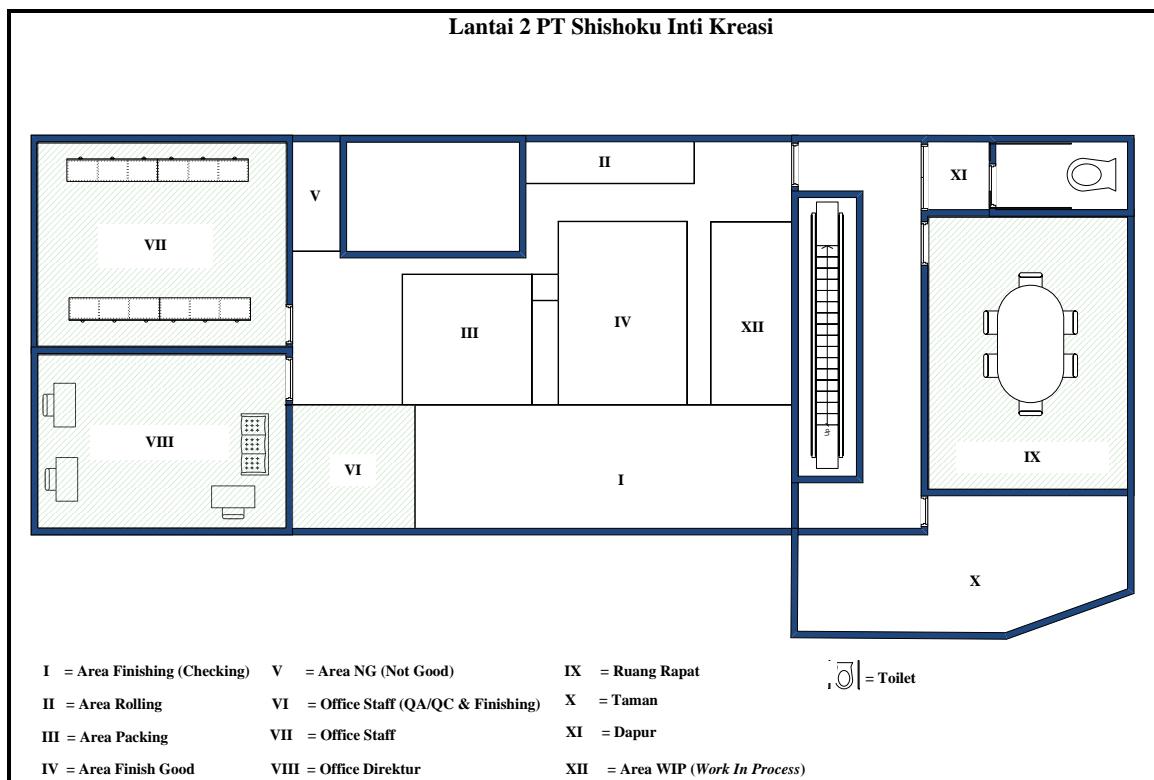 Lantai 2 PT Shishoku Inti Kreasi
II
XI
V
VII
III
IV
XII
VIII
VI
I
IX
UP
X
I = Area Finishing (Checking)
II = Area Rolling
III = Area Packing
IV = Area Finish Good
V = Area NG (Not Good)
VI = Office Staff (QA/QC & Finishing)
VII = Office Staff
VIII = Office Direktur
IX = Ruang Rapat
X = Taman
XI = Dapur
XII = Area WIP (Work In Process)
= Toilet